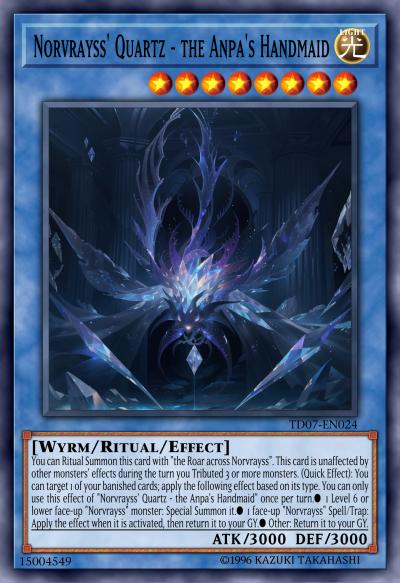 Norvrayss' Quartz - the Anpa's Handmaid
LIGHT
光
TD07-EN024
[Wyrm/Ritual/Effect]
You can Ritual Summon this card with "the Roar across Norvrayss". This card is unaffected by
other monsters' effects during the turn you Tributed 3 or more monsters. (Quick Effect): You
can target 1 of your banished cards; apply the following effect based on its type. You can only
use this effect of "Norvrayss' Quartz - the Anpa's Handmaid" once per turn.● 1 Level 6 or
lower face-up "Norvrayss" monster: Special Summon it.● 1 face-up "Norvrayss" Spell/Trap:
Apply the effect when it is activated, then return it to your GY.● Other: Return it to your GY.
ATK/3000 DEF/3000
15004549
©1996 KAZUKI TAKAHASHI